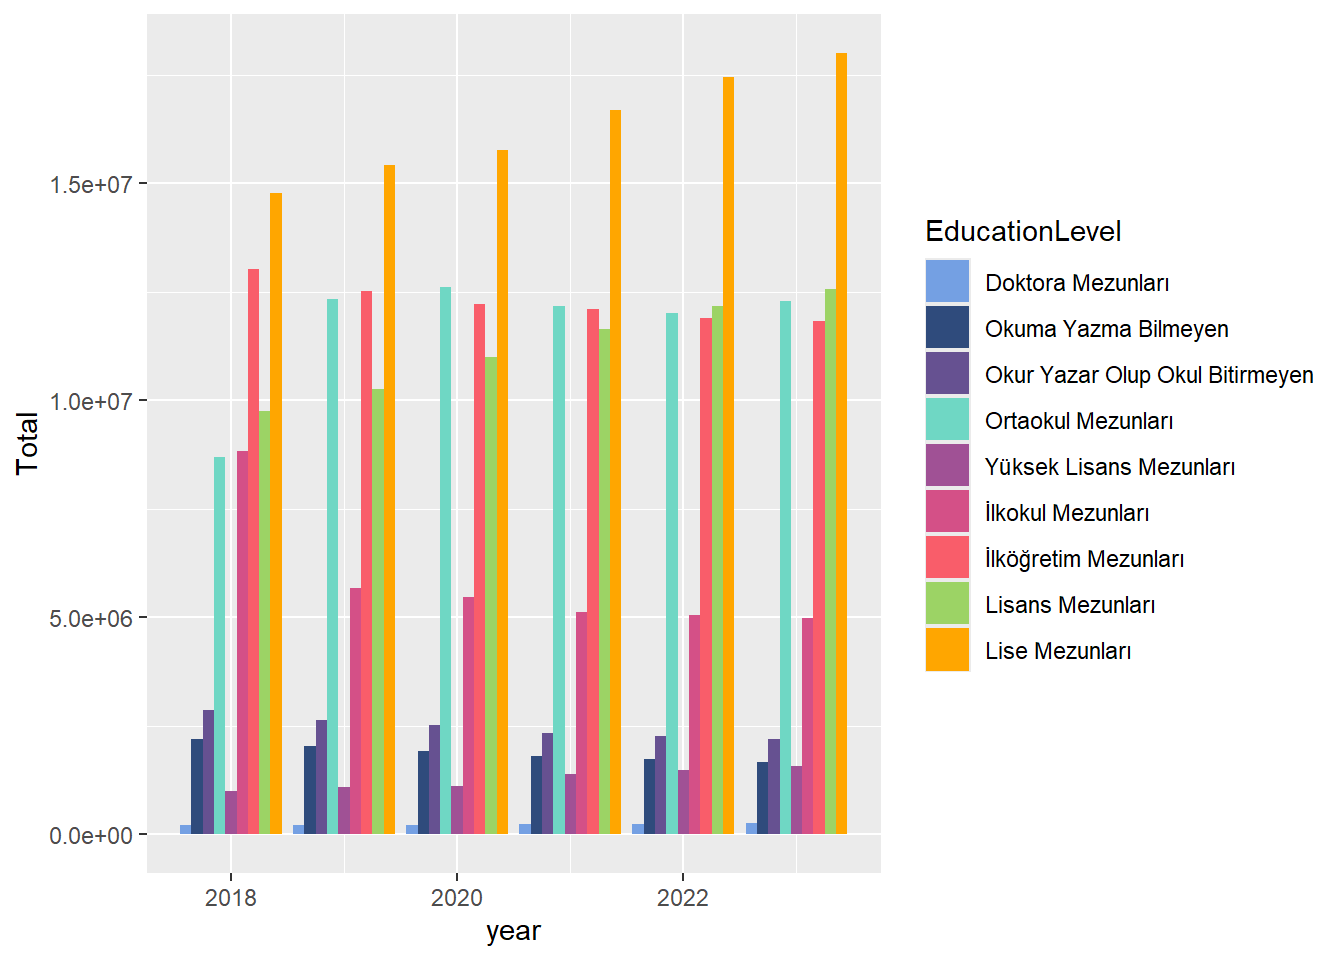 Total
1.5e+07
1.0e+07
5.0e+06
0.0e+00
2018
2020
2022
year
EducationLevel
Doktora Mezunları
Okuma Yazma Bilmeyen
Okur Yazar Olup Okul Bitirmeyen
Ortaokul Mezunları
Yüksek Lisans Mezunları
İlkokul Mezunları
İlköğretim Mezunları
Lisans Mezunları
Lise Mezunları